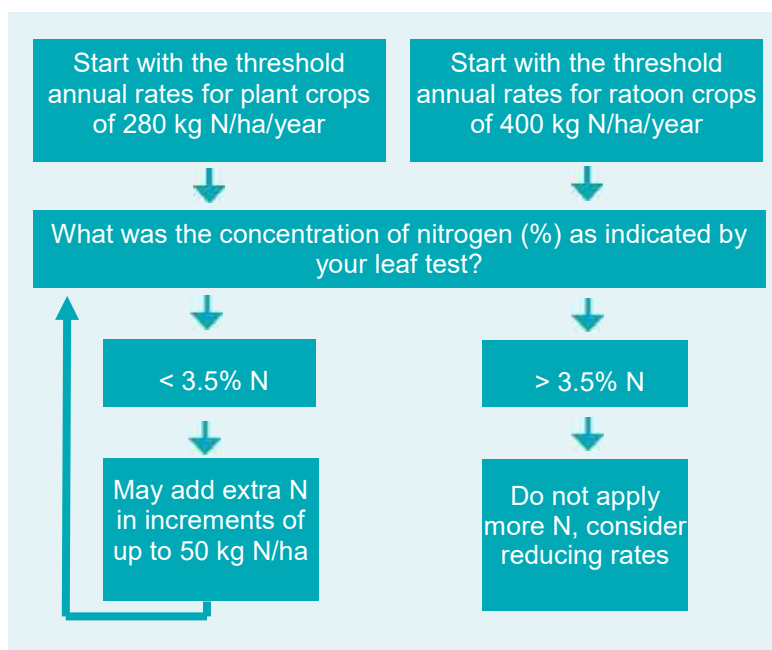 Start with the threshold
annual rates for plant crops
of 280 kg N/ha/year
Start with the threshold
annual rates for ratoon crops
of 400 kg N/ha/year
What was the concentration of nitrogen (%) as indicated by
your leaf test?
< 3.5% N
> 3.5% N
May add extra N
in increments of
up to 50 kg N/ha
Do not apply
more N, consider
reducing rates